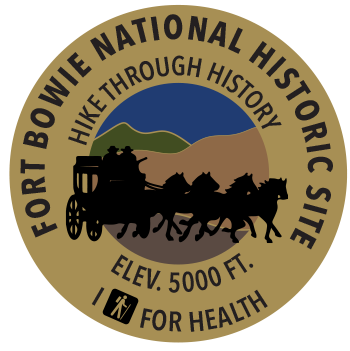 FORT BOWIE NATIONAL HISTORIC SITE
HIKE THROUGH HISTORY
ELEV. 5000 FT.
I FOR HEALTH